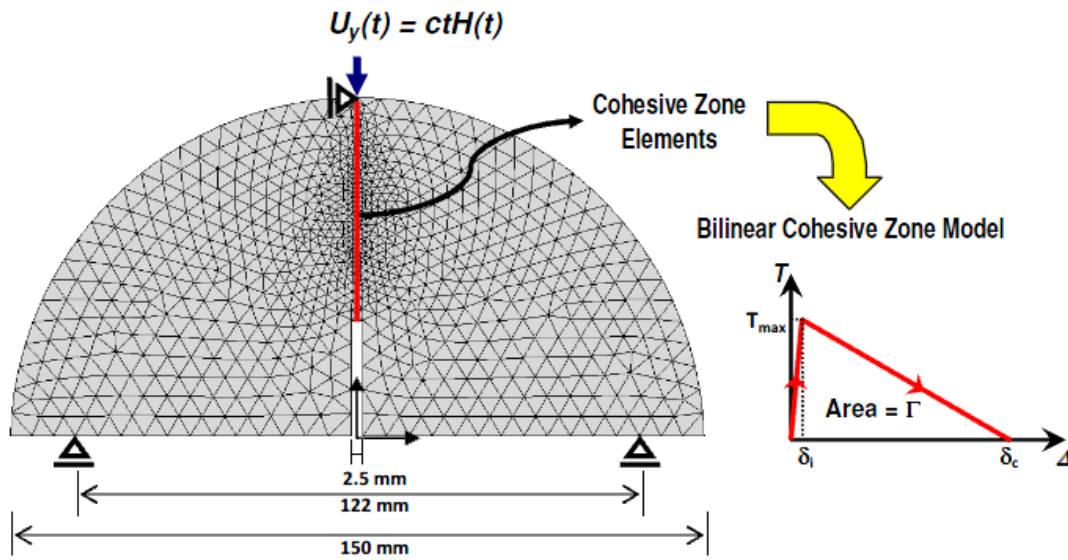 U_y(t) = ctH(t)
Cohesive Zone
Elements
Bilinear Cohesive Zone Model
T
T_max
Area = Γ
δ_i
δ_c
Δ
2.5 mm
122 mm
150 mm